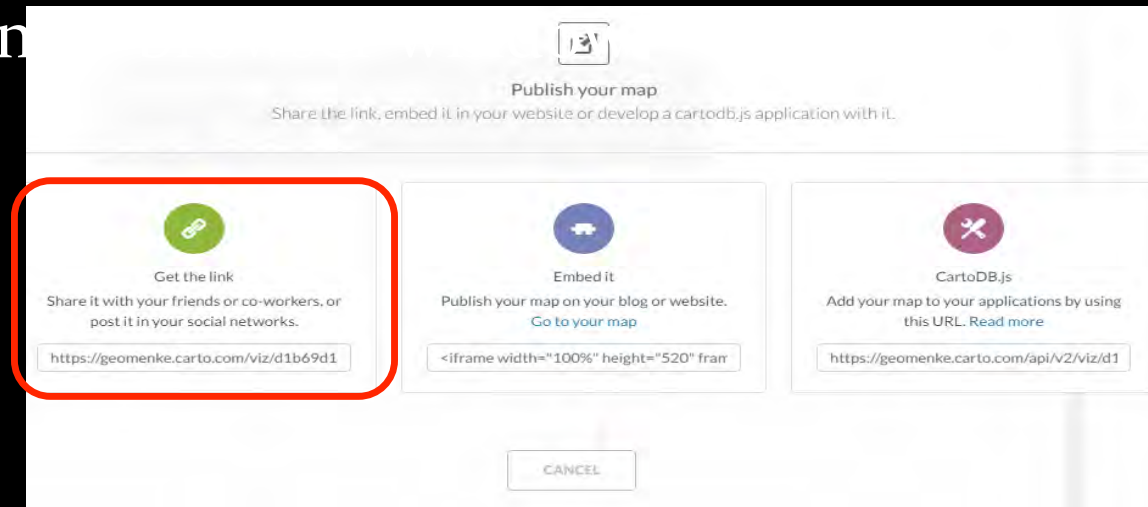 Publish your map
Share the link, embed it in your website or develop a cartodb.js application with it.
Get the link
Share it with your friends or co-workers, or
post it in your social networks.
https://geomenke.carto.com/viz/d1b69d1
Embed it
Publish your map on your blog or website.
Go to your map
<iframe width="100%" height="520" fram
CartoDB.js
Add your map to your applications by using
this URL. Read more
https://geomenke.carto.com/api/v2/viz/d1
CANCEL